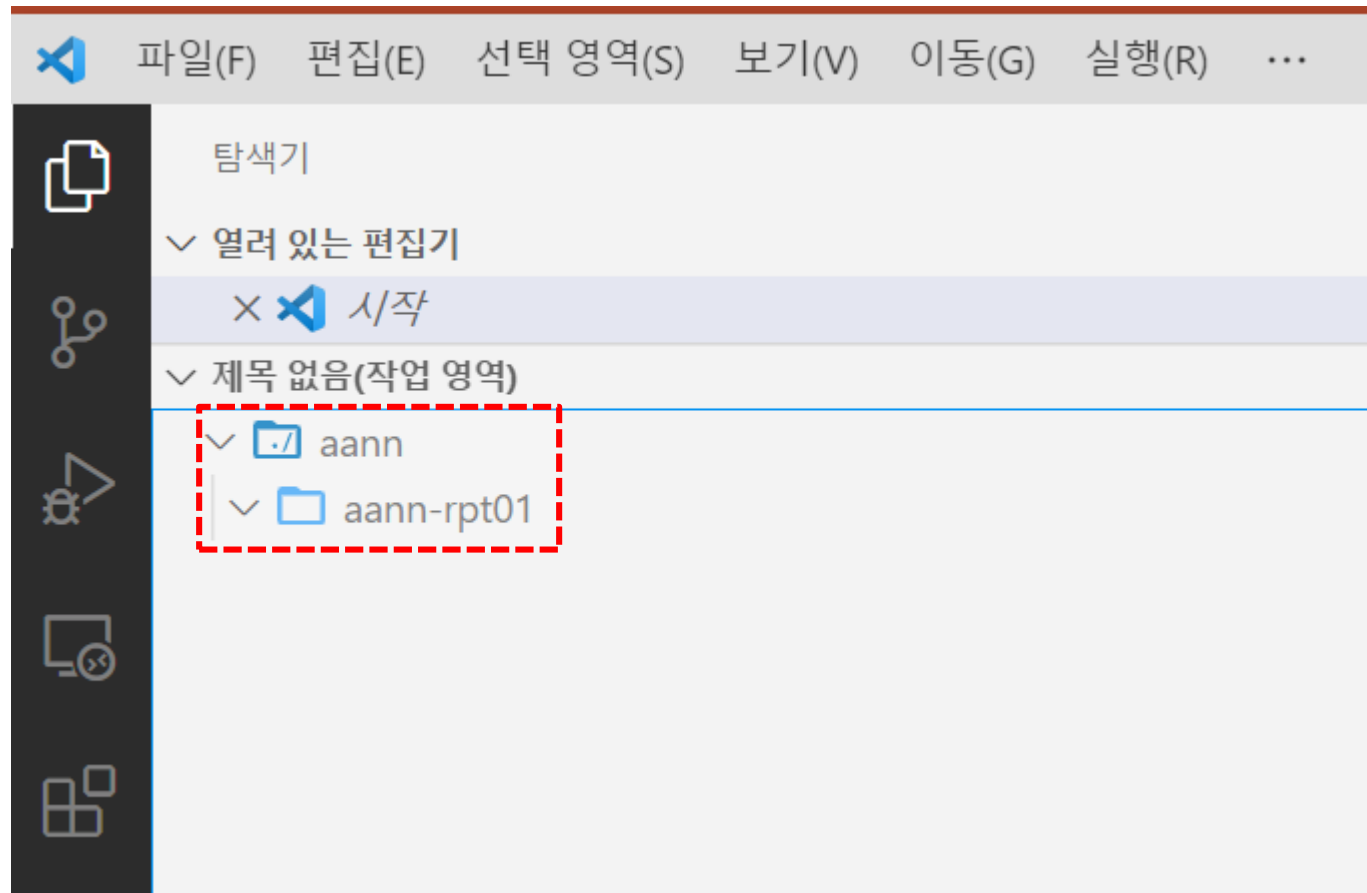 파일(F) 편집(E) 선택 영역(S) 보기(V) 이동(G) 실행(R) ···
탐색기
열려 있는 편집기
시작
제목 없음(작업 영역)
./ aann
aann-rpt01